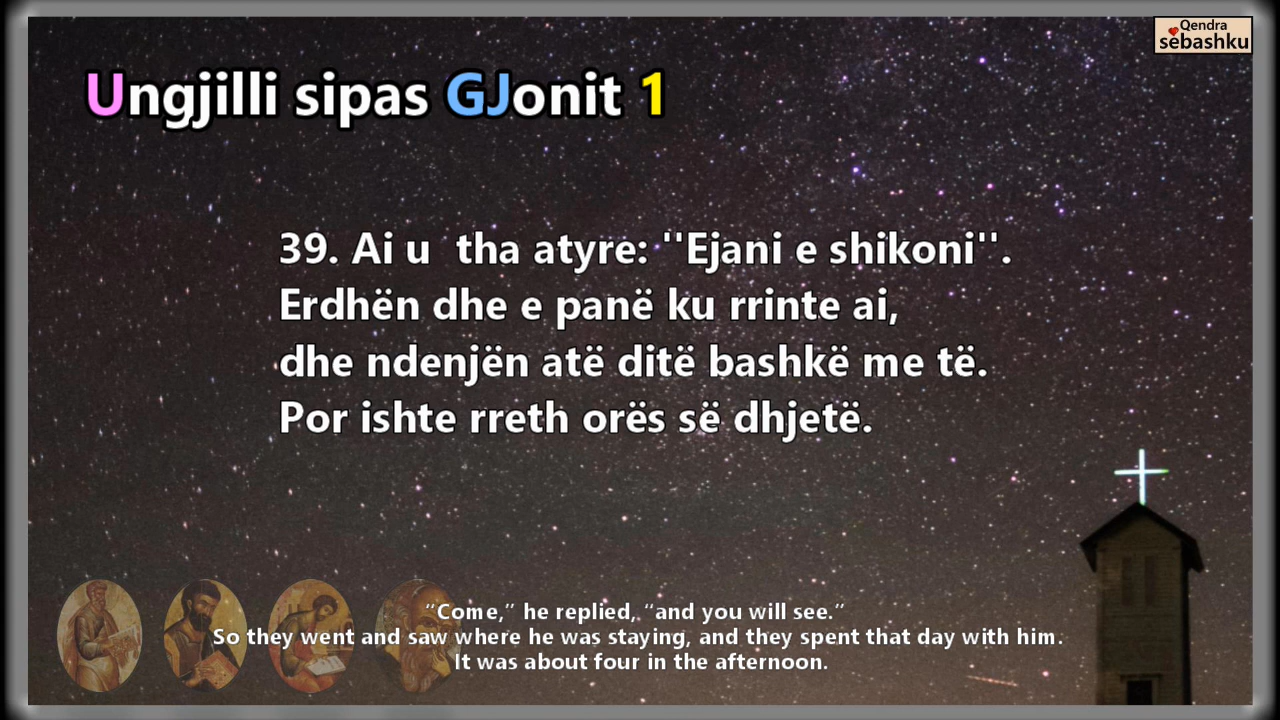 Qendra
sëbashku
Ungjilli sipas GJonit 1
39. Ai u  tha atyre: ''Ejani e shikoni''.
Erdhën dhe e panë ku rrinte ai,
dhe ndenjën atë ditë bashkë me të.
Por ishte rreth orës së dhjetë.
“Come,” he replied, “and you will see.”
So they went and saw where he was staying, and they spent that day with him.
It was about four in the afternoon.